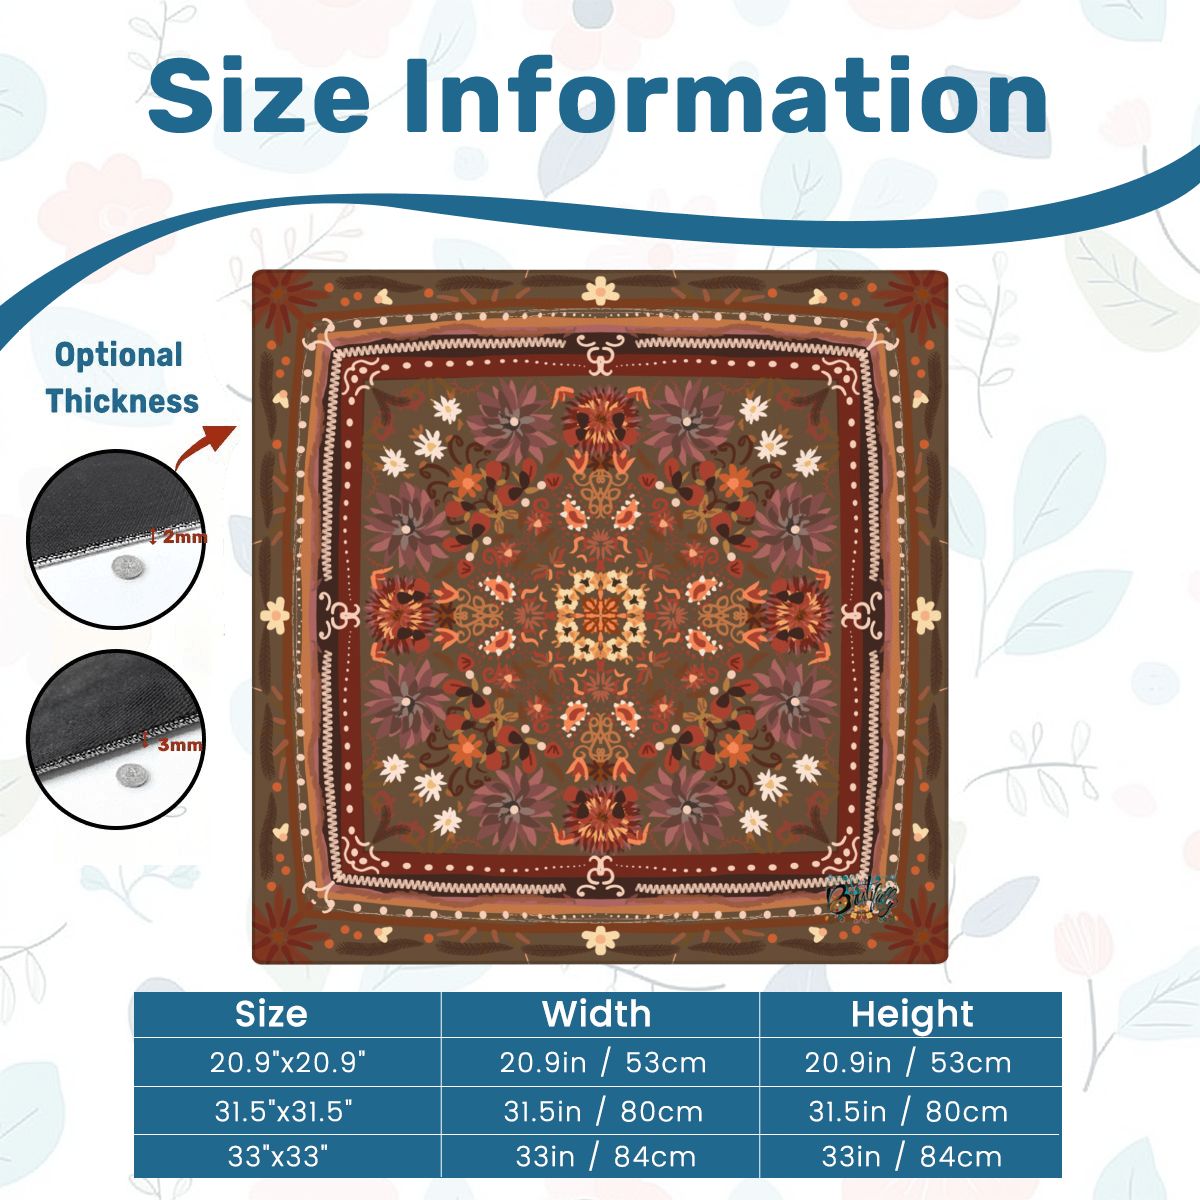 Size Information
Optional
Thickness
2mm
3mm
Size Width Height
20.9"x20.9" 20.9in / 53cm 20.9in / 53cm
31.5"x31.5" 31.5in / 80cm 31.5in / 80cm
33"x33" 33in / 84cm 33in / 84cm